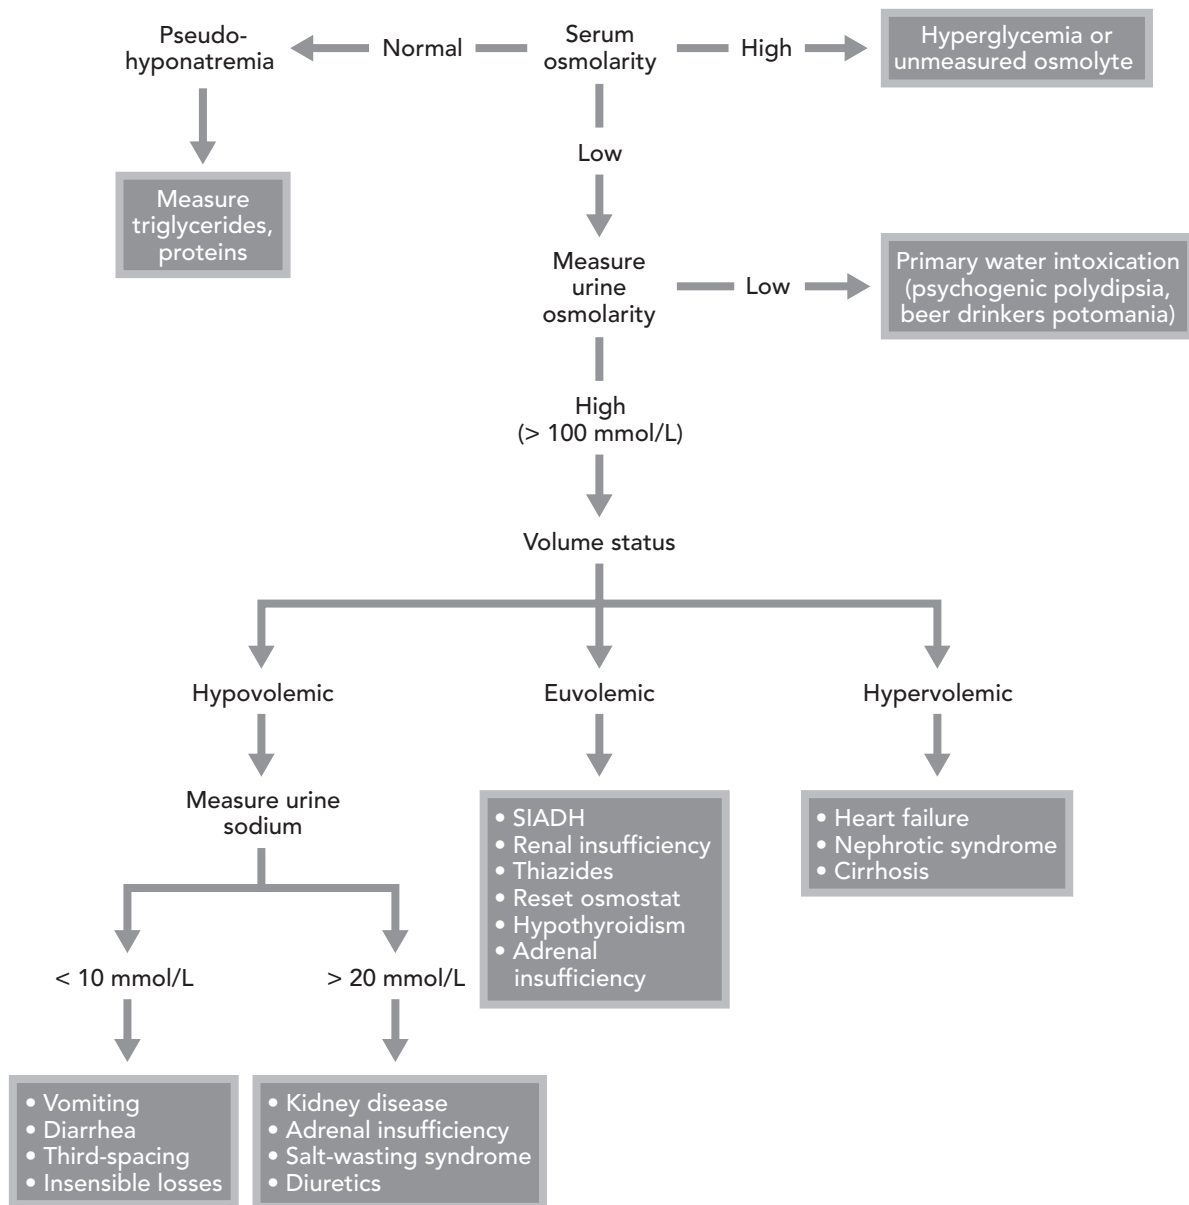 Pseudo-
hyponatremia
Normal
Serum
osmolarity
High
Hyperglycemia or
unmeasured osmolyte
Measure
triglycerides,
proteins
Low
Measure
urine
osmolarity
Low
Primary water intoxication
(psychogenic polydipsia,
beer drinkers potomania)
High
(> 100 mmol/L)
Volume status
Hypovolemic
Euvolemic
Hypervolemic
Measure urine
sodium
< 10 mmol/L
> 20 mmol/L
• Vomiting
• Diarrhea
• Third-spacing
• Insensible losses
• Kidney disease
• Adrenal insufficiency
• Salt-wasting syndrome
• Diuretics
• SIADH
• Renal insufficiency
• Thiazides
• Reset osmostat
• Hypothyroidism
• Adrenal
insufficiency
• Heart failure
• Nephrotic syndrome
• Cirrhosis